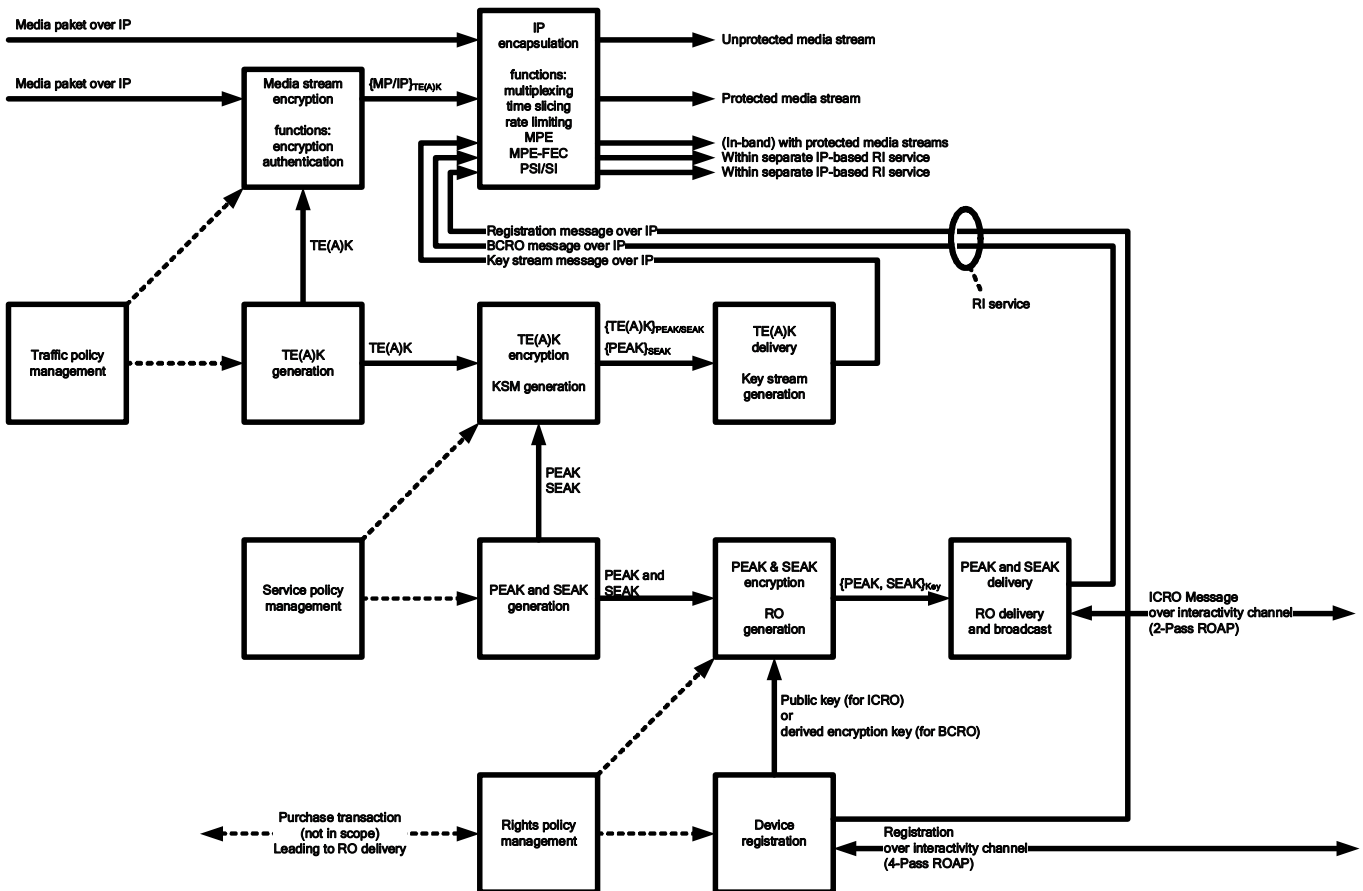 Media paket over IP
IP
encapsulation
functions:
multiplexing
time slicing
rate limiting
MPE
MPE-FEC
PSI/SI
Unprotected media stream
Media paket over IP
Media stream
encryption
functions:
encryption
authentication
{MP/IP}TE(A)K
Protected media stream
(In-band) with protected media streams
Within separate IP-based RI service
Within separate IP-based RI service
Registration message over IP
BCRO message over IP
Key stream message over IP
RI service
TE(A)K
Traffic policy
management
TE(A)K
generation
TE(A)K
TE(A)K
encryption
KSM generation
{TE(A)K}PEAK/SEAK
{PEAK}SEAK
TE(A)K
delivery
Key stream
generation
PEAK
SEAK
Service policy
management
PEAK and SEAK
generation
PEAK and
SEAK
PEAK & SEAK
encryption
RO
generation
{PEAK, SEAK}Key
PEAK and SEAK
delivery
RO delivery
and broadcast
ICRO Message
over interactivity channel
(2-Pass ROAP)
Public key (for ICRO)
or
derived encryption key (for BCRO)
Purchase transaction
(not in scope)
Leading to RO delivery
Rights policy
management
Device
registration
Registration
over interactivity channel
(4-Pass ROAP)